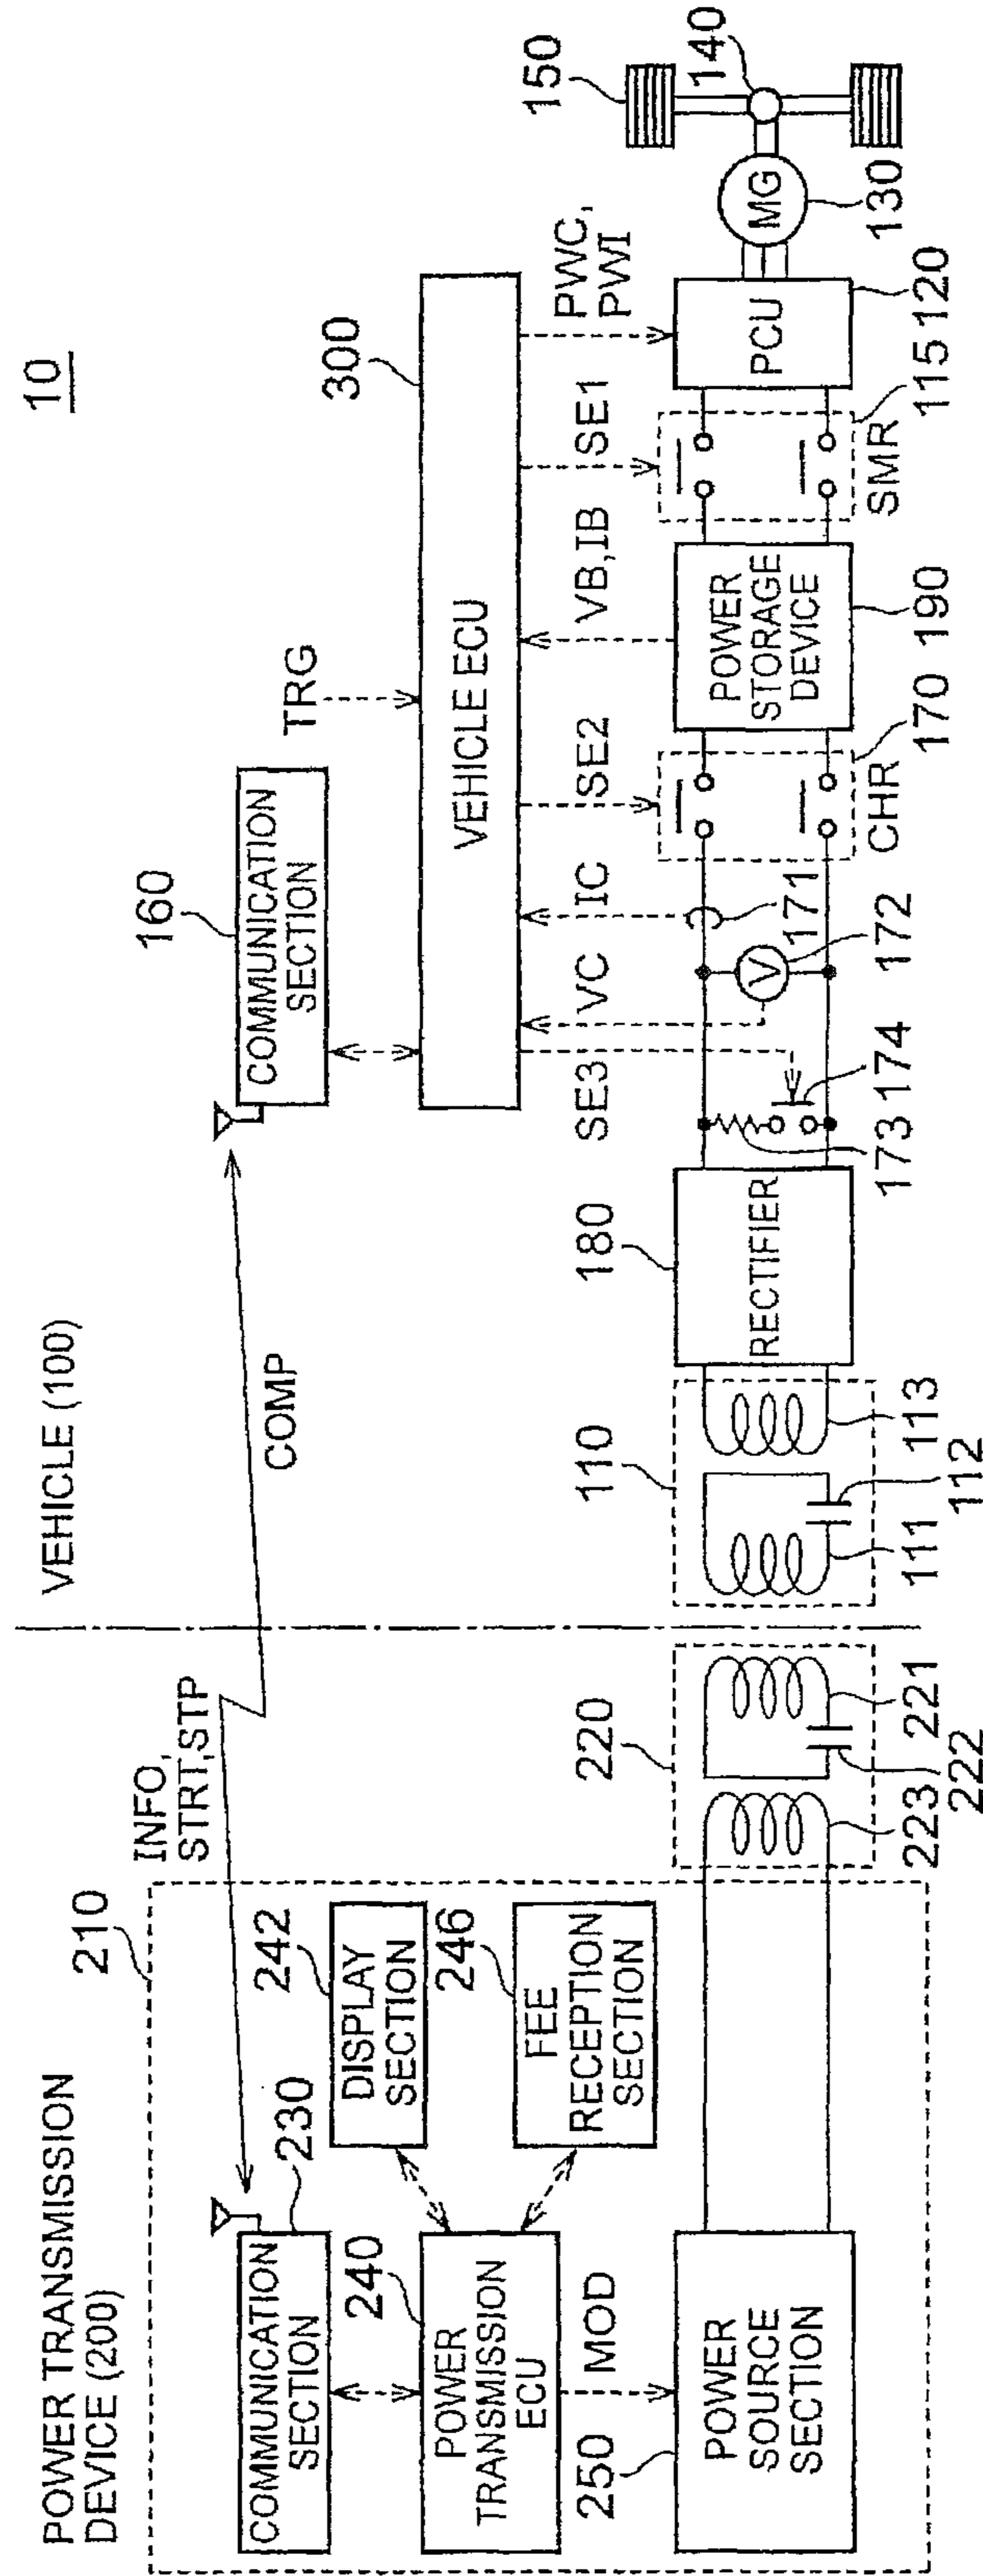 10
POWER TRANSMISSION
DEVICE (200)
VEHICLE (100)
210
INFO,
STRT,STP
COMP
230
COMMUNICATION
SECTION
160
COMMUNICATION
SECTION
TRG
300
VEHICLE ECU
242
DISPLAY
SECTION
246
FEE
RECEPTION
SECTION
240
POWER
TRANSMISSION
ECU
MOD
250
POWER
SOURCE
SECTION
220
223
222
221
110
111
112
113
180
RECTIFIER
SE3
VC
IC
SE2
VB,IB
SE1
PWC,
PWI
173
174
172
V
171
CHR
170
POWER
STORAGE
DEVICE
190
SMR
115
PCU
120
MG
130
140
150